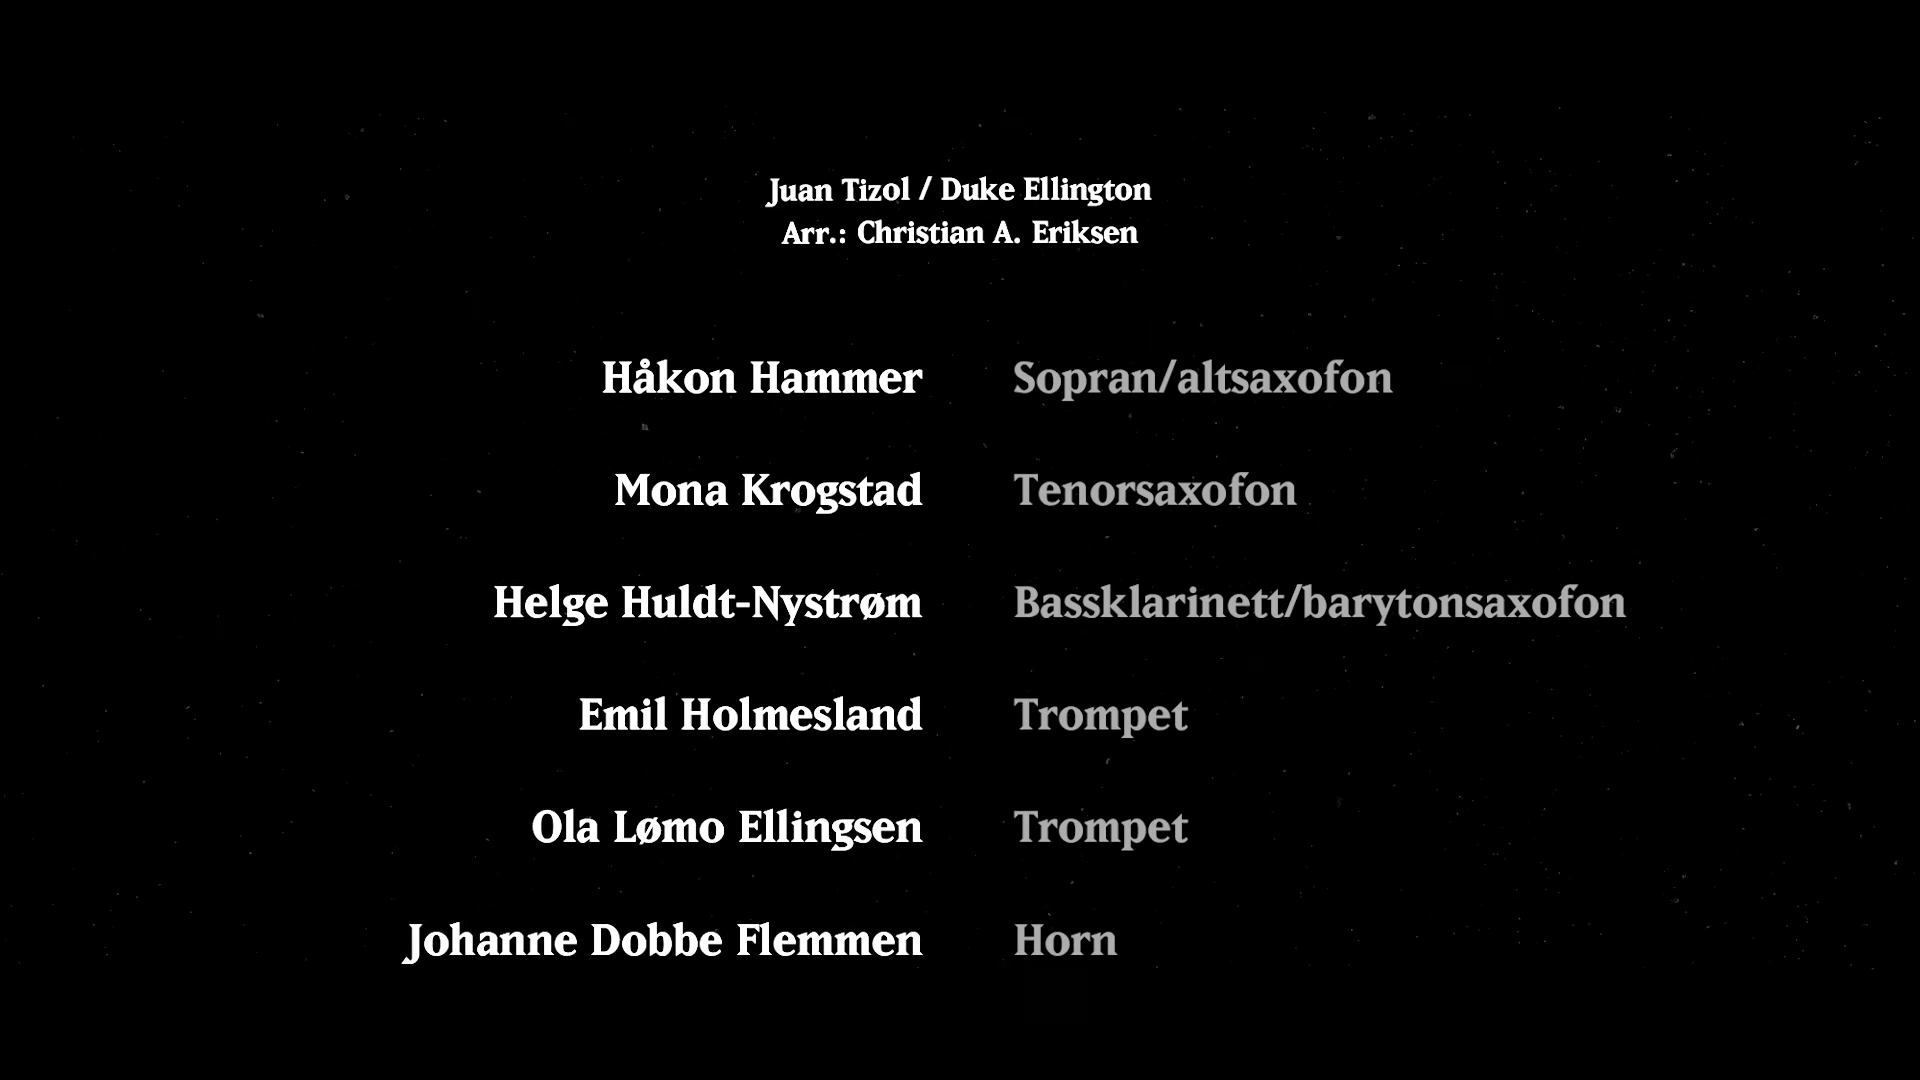 Juan Tizol / Duke Ellington
Arr.: Christian A. Eriksen
Håkon Hammer Sopran/altsaxofon
Mona Krogstad Tenorsaxofon
Helge Huldt-Nystrøm Bassklarinett/barytonsaxofon
Emil Holmesland Trompet
Ola Lømo Ellingsen Trompet
Johanne Dobbe Flemmen Horn